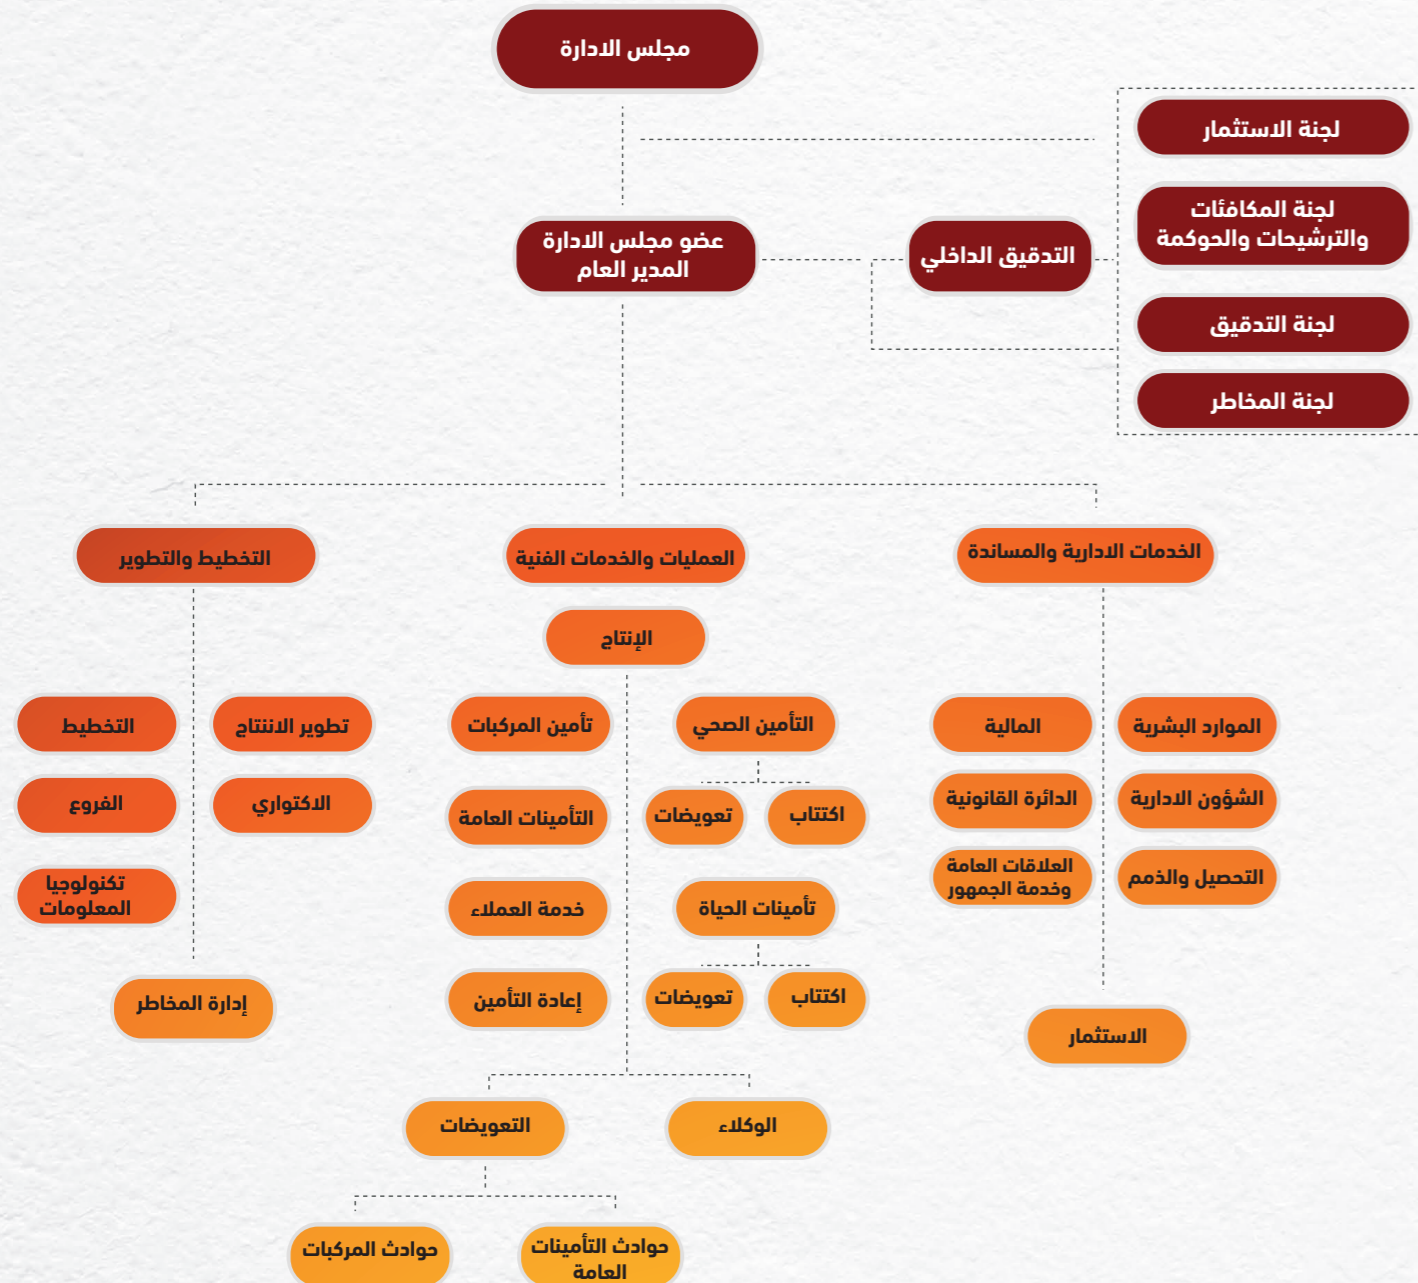 مجلس الادارة
لجنة الاستثمار
لجنة المكافئات
والترشيحات والحوكمة
عضو مجلس الادارة
المدير العام
التدقيق الداخلي
لجنة التدقيق
لجنة المخاطر
الخدمات الادارية والمساندة
العمليات والخدمات الفنية
التخطيط والتطوير
الإنتاج
الموارد البشرية
المالية
التأمين الصحي
تأمين المركبات
تطوير الاننتاج
التخطيط
الشؤون الادارية
الدائرة القانونية
اكتتاب
تعويضات
التأمينات العامة
الاكتواري
الفروع
التحصيل والذمم
العلاقات العامة
وخدمة الجمهور
تأمينات الحياة
خدمة العملاء
تكنولوجيا
المعلومات
اكتتاب
تعويضات
إعادة التأمين
إدارة المخاطر
الاستثمار
الوكلاء
التعويضات
حوادث التأمينات
العامة
حوادث المركبات